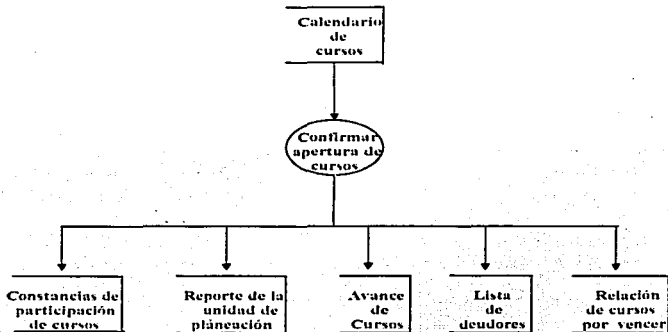 Calendario
de
cursos
Confirmar
apertura de
cursos
Constancias de
participación
de cursos
Reporte de la
unidad de
planeación
Avance
de
Cursos
Lista
de
deudores
Relación
de cursos
por vencer